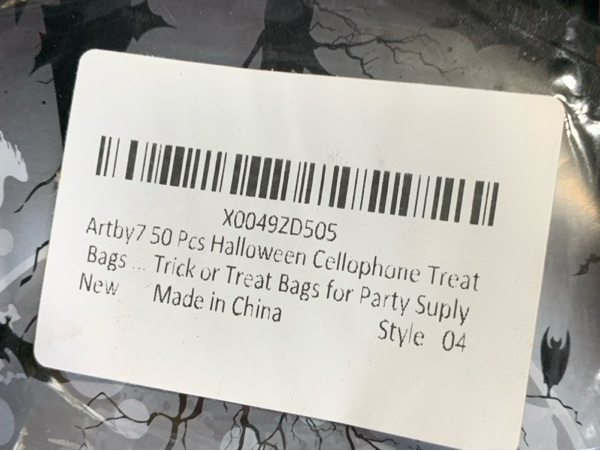 X0049ZD505
Artby7 50 Pcs Halloween Cellophone Treat
Bags ... Trick or Treat Bags for Party Suply
New Made in China
Style 04